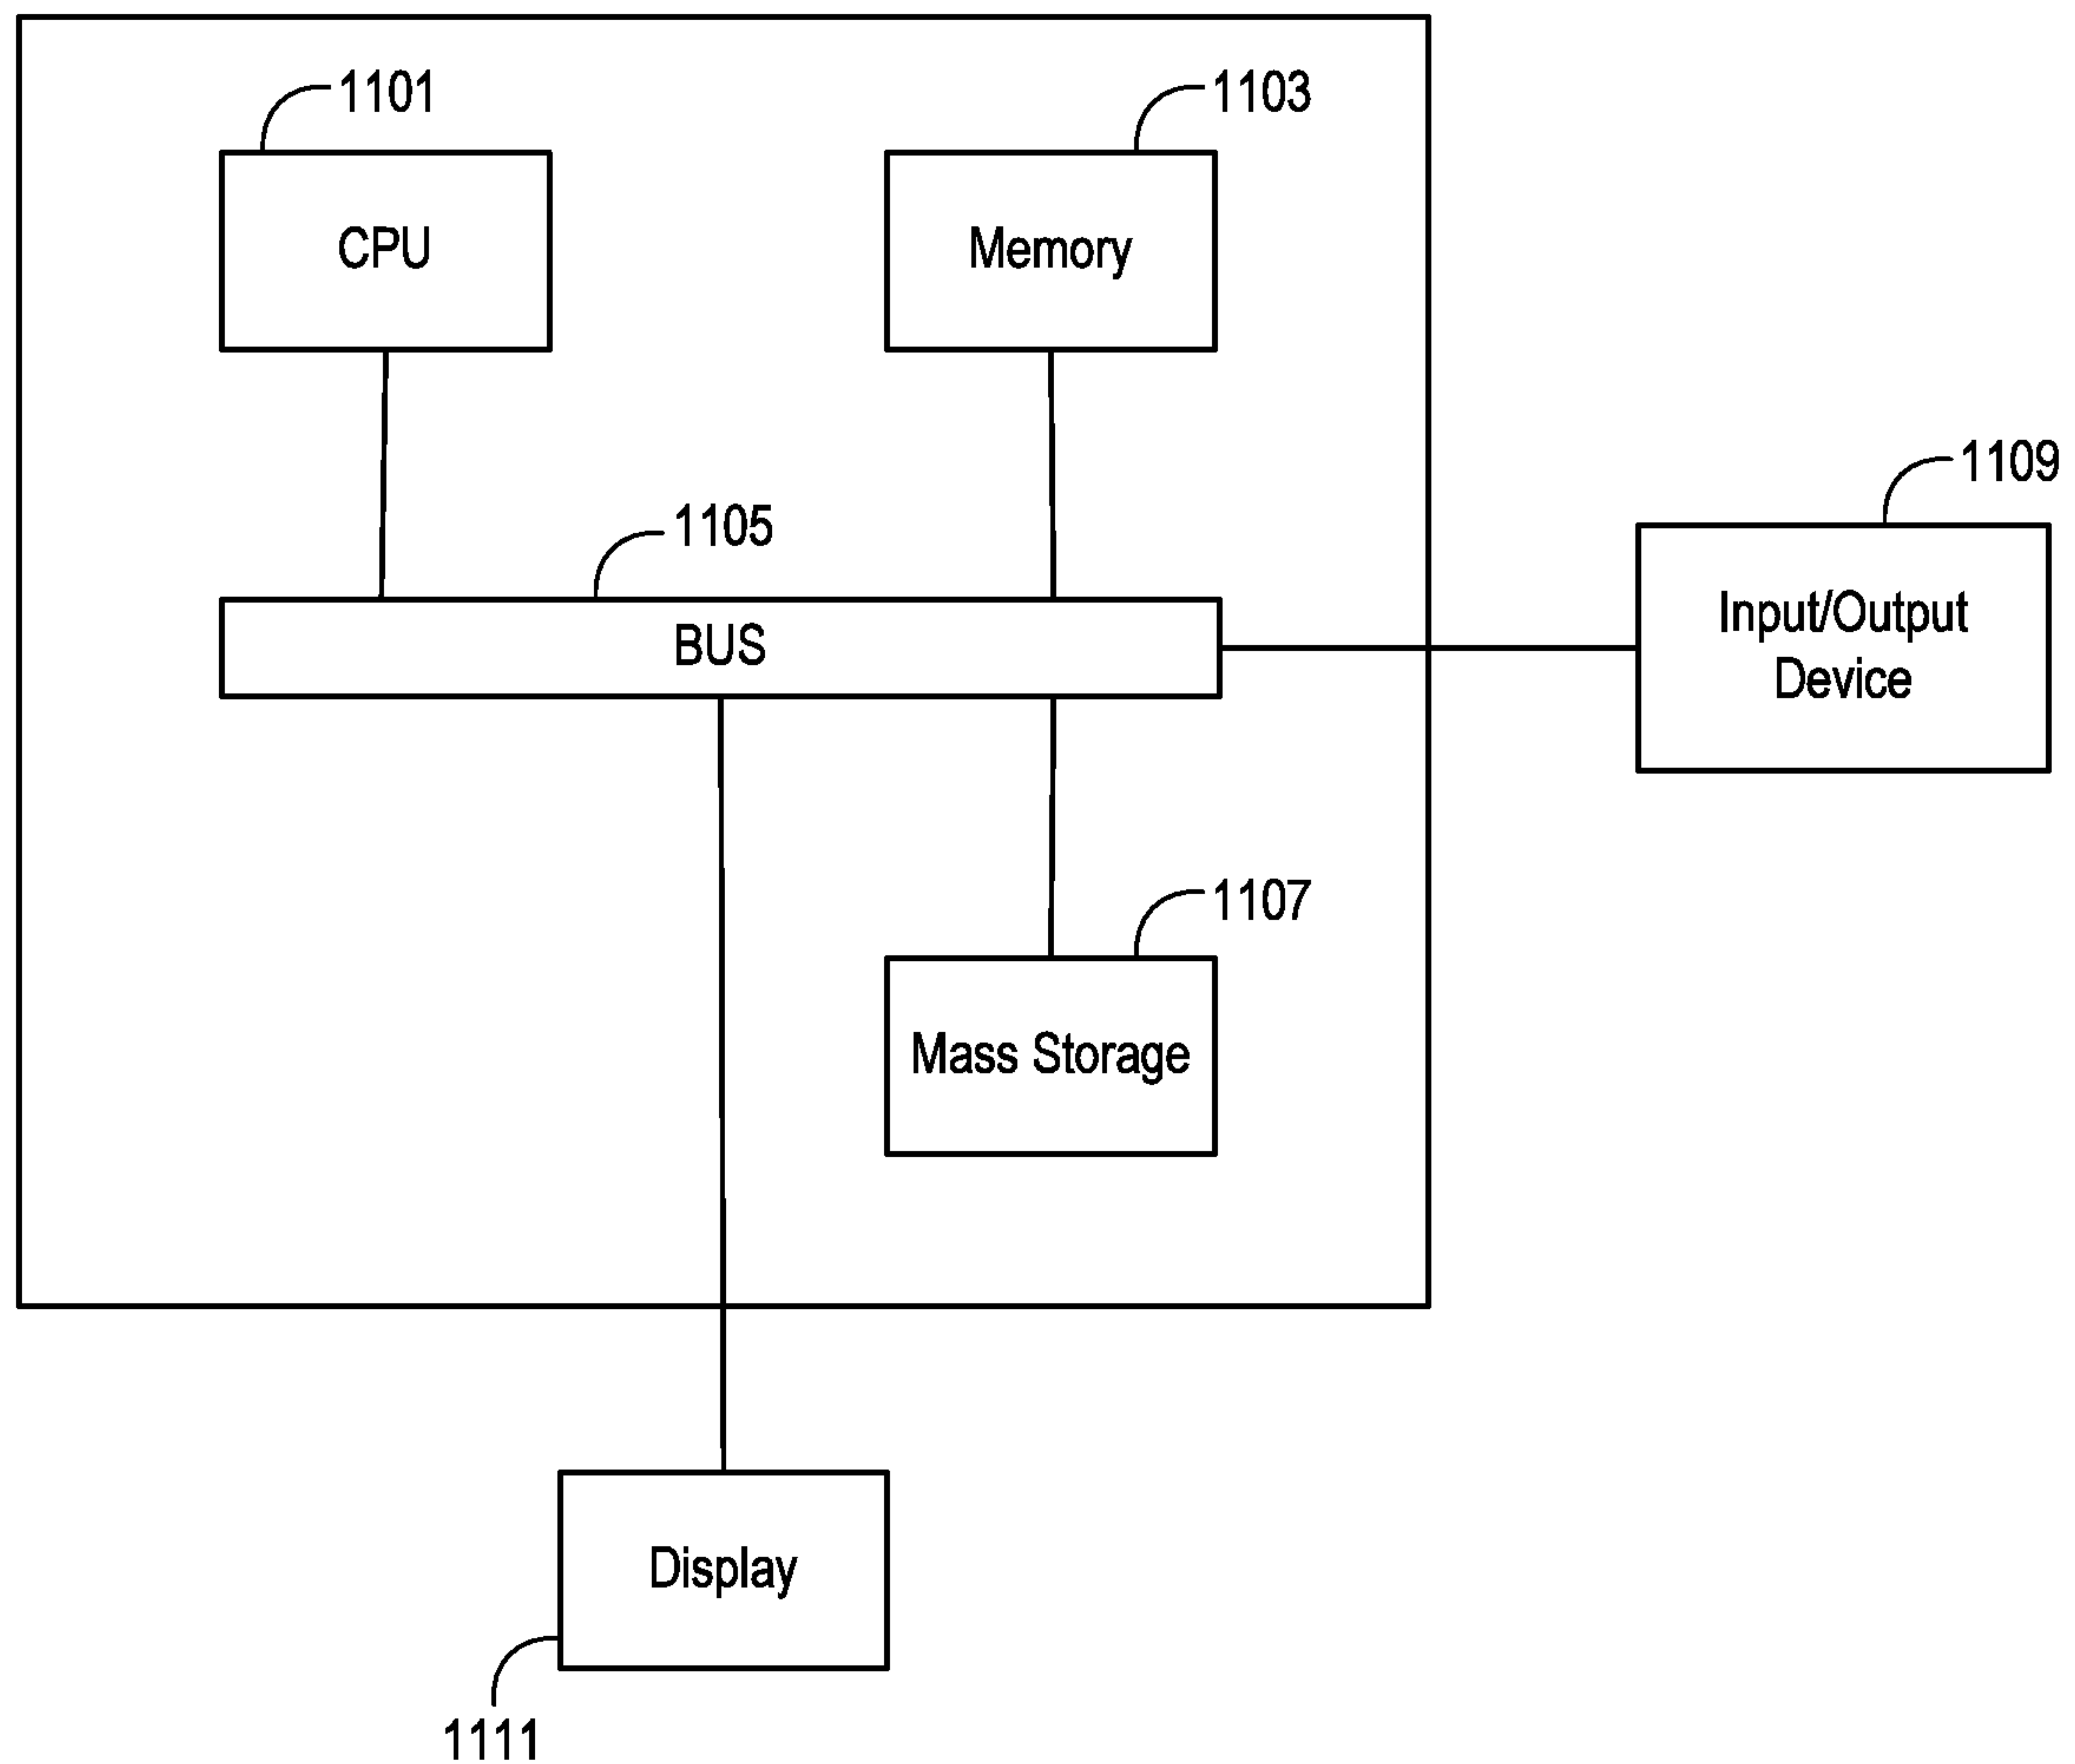 1101
1103
CPU
Memory
1109
1105
Input/Output
Device
BUS
1107
Mass Storage
Display
1111